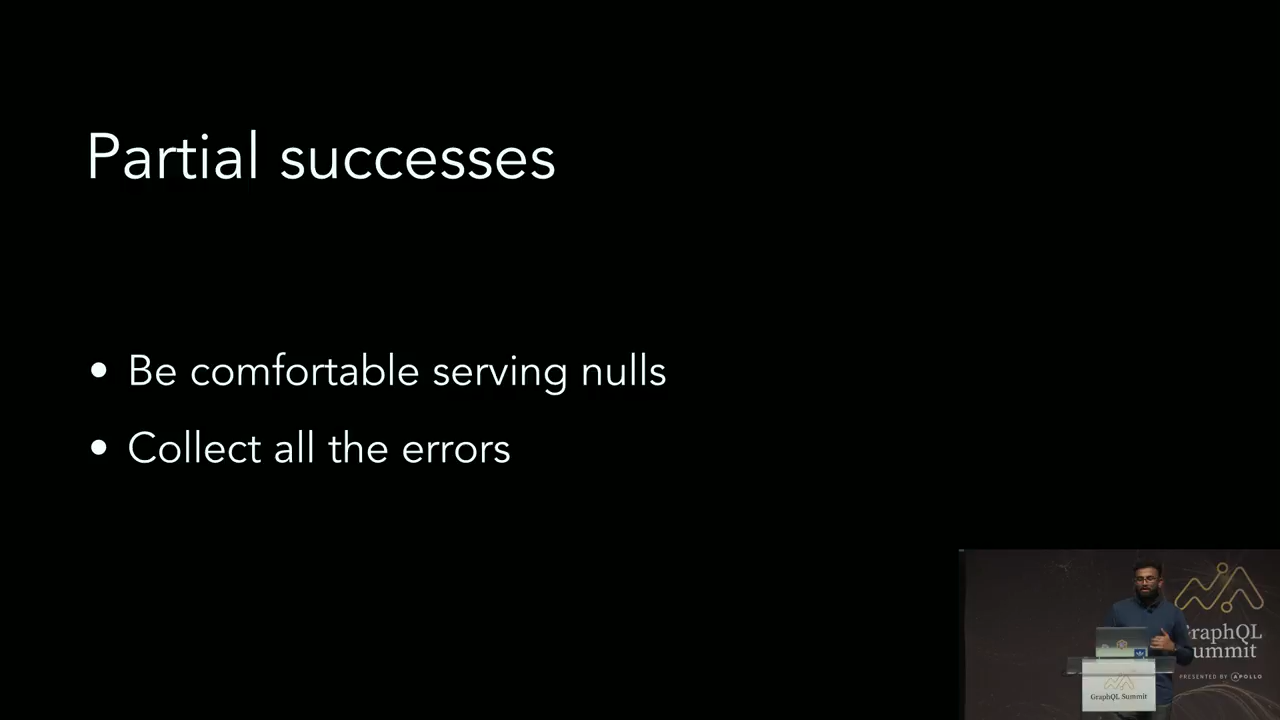 Partial successes
• Be comfortable serving nulls
• Collect all the errors
GraphQL
Summit
PRESENTED BY APOLLO
GraphQL Summit